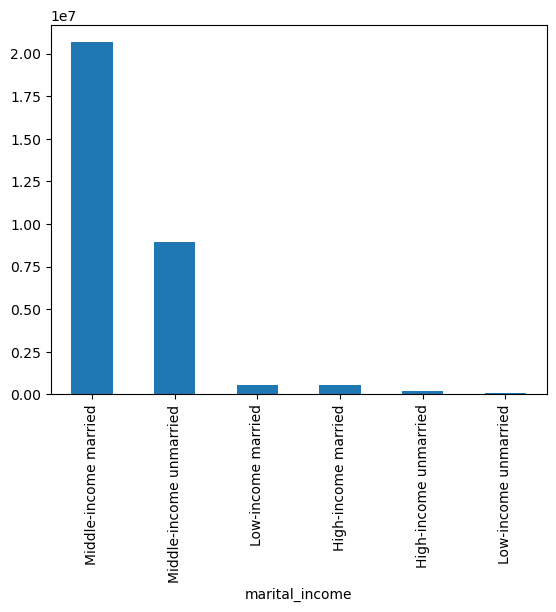 1e7
2.00
1.75
1.50
1.25
1.00
0.75
0.50
0.25
0.00
Middle-income married
Middle-income unmarried
Low-income married
High-income married
High-income unmarried
Low-income unmarried
marital_income